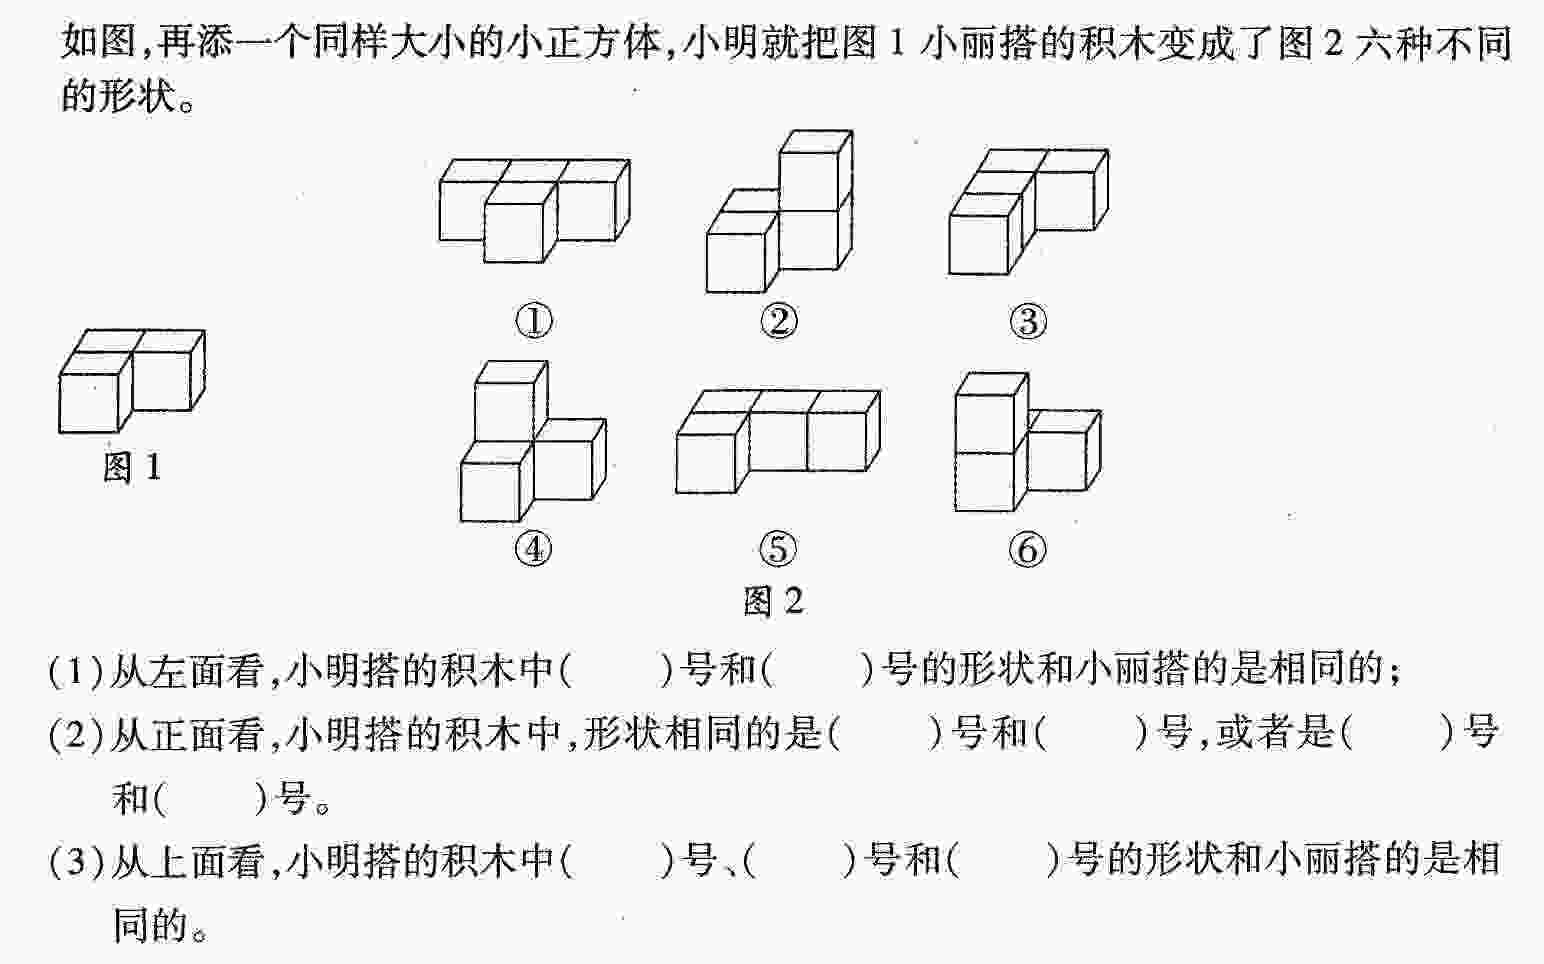 如图,再添一个同样大小的小正方体,小明就把图1小丽搭的积木变成了图2六种不同
的形状。
① ② ③
图1
④ ⑤ ⑥
图2
(1)从左面看,小明搭的积木中(　　)号和(　　)号的形状和小丽搭的是相同的;
(2)从正面看,小明搭的积木中,形状相同的是(　　)号和(　　)号,或者是(　　)号
和(　　)号。
(3)从上面看,小明搭的积木中(　　)号、(　　)号和(　　)号的形状和小丽搭的是相
同的。